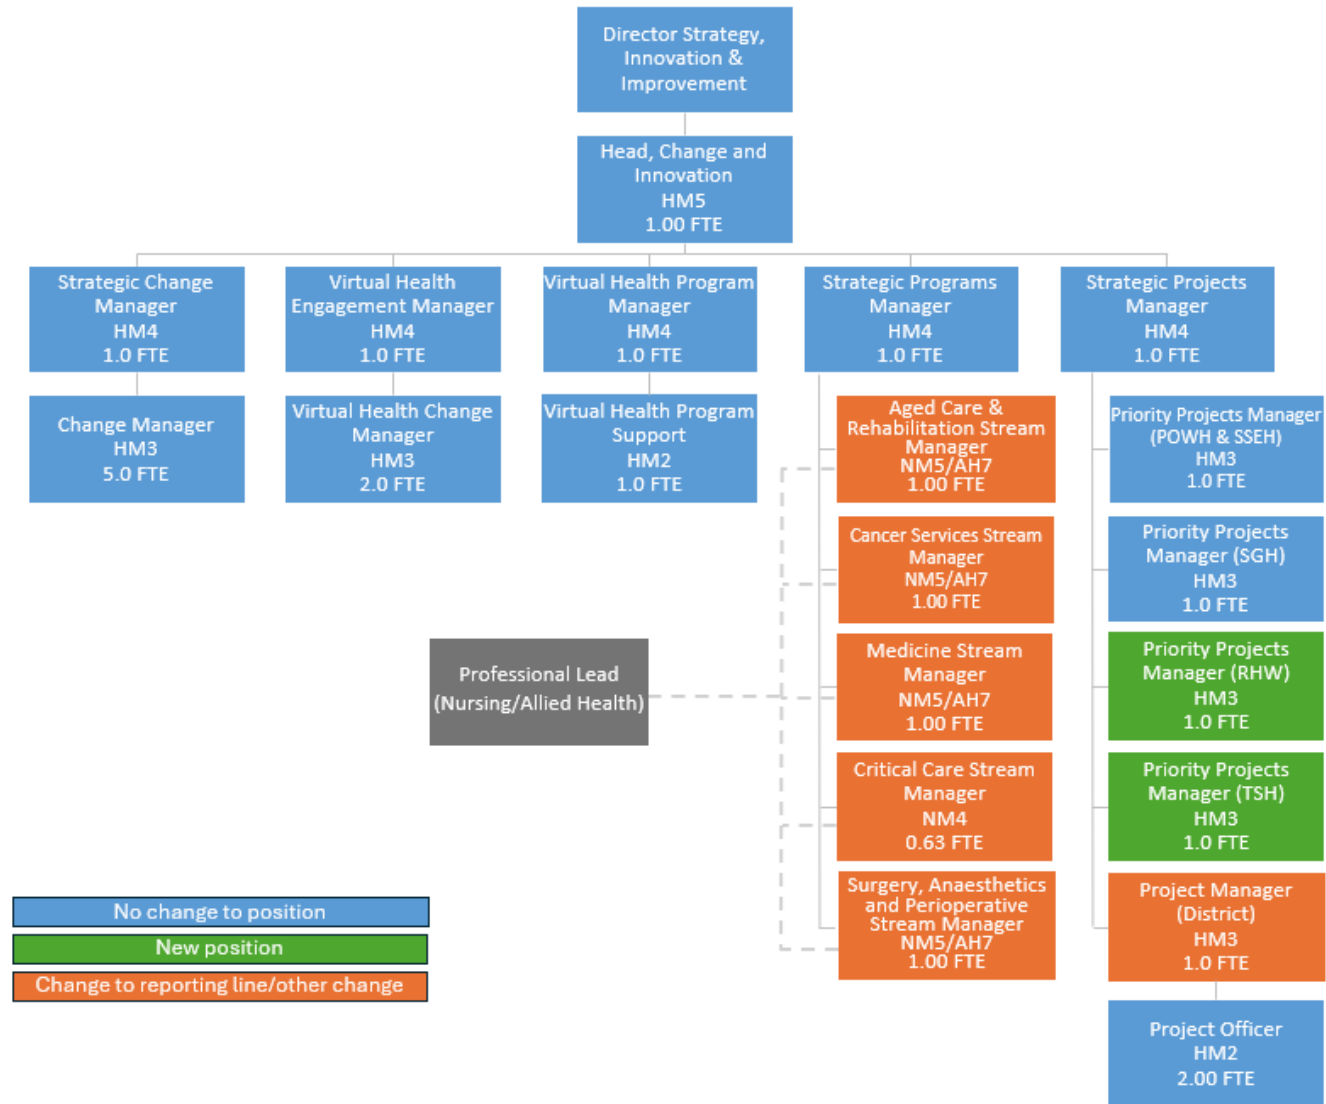 Director Strategy,
Innovation &
Improvement
Head, Change and
Innovation
HM5
1.00 FTE
Strategic Change
Manager
HM4
1.0 FTE
Virtual Health
Engagement Manager
HM4
1.0 FTE
Virtual Health Program
Manager
HM4
1.0 FTE
Strategic Programs
Manager
HM4
1.0 FTE
Strategic Projects
Manager
HM4
1.0 FTE
Change Manager
HM3
5.0 FTE
Virtual Health Change
Manager
HM3
2.0 FTE
Virtual Health Program
Support
HM2
1.0 FTE
Aged Care &
Rehabilitation Stream
Manager
NM5/AH7
1.00 FTE
Priority Projects Manager
(POWH & SSEH)
HM3
1.0 FTE
Cancer Services Stream
Manager
NM5/AH7
1.00 FTE
Priority Projects
Manager (SGH)
HM3
1.0 FTE
Professional Lead
(Nursing/Allied Health)
Medicine Stream
Manager
NM5/AH7
1.00 FTE
Priority Projects
Manager (RHW)
HM3
1.0 FTE
Critical Care Stream
Manager
NM4
0.63 FTE
Priority Projects
Manager (TSH)
HM3
1.0 FTE
Surgery, Anaesthetics
and Perioperative
Stream Manager
NM5/AH7
1.00 FTE
Project Manager
(District)
HM3
1.0 FTE
Project Officer
HM2
2.00 FTE
No change to position
New position
Change to reporting line/other change